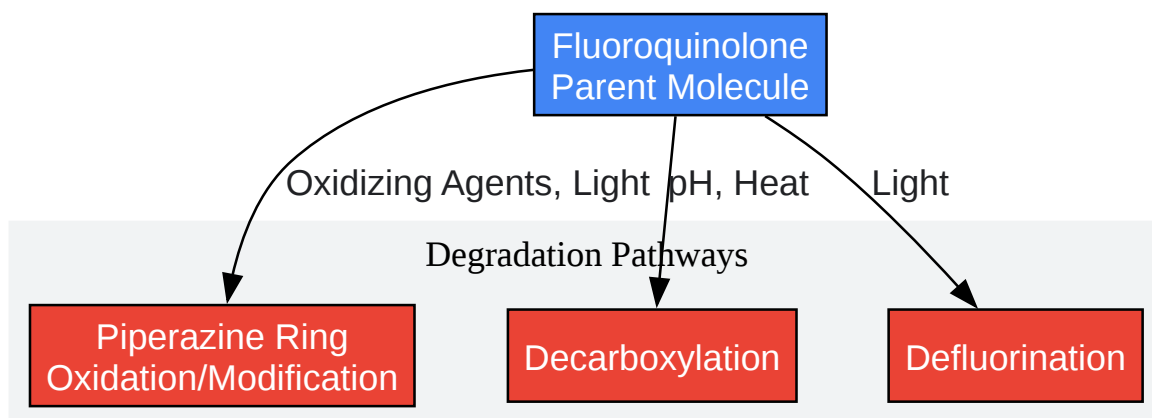 Fluoroquinolone
Parent Molecule
Oxidizing Agents, Light
pH, Heat
Light
Degradation Pathways
Piperazine Ring
Oxidation/Modification
Decarboxylation
Defluorination